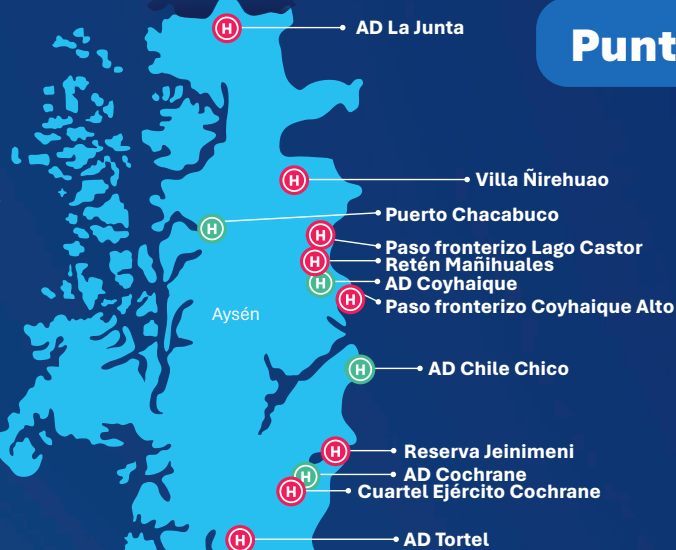 H AD La Junta
Punt
H Villa Ñirehuao
H Puerto Chacabuco
H Paso fronterizo Lago Castor
H Retén Mañihuales
H AD Coyhaique
H Paso fronterizo Coyhaique Alto
Aysén
H AD Chile Chico
H Reserva Jeinimeni
H AD Cochrane
H Cuartel Ejército Cochrane
H AD Tortel